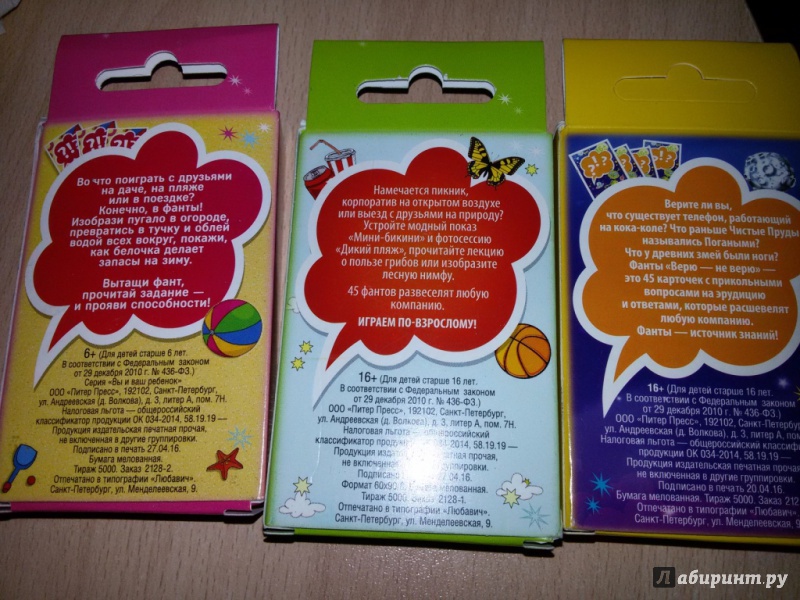 Во что поиграть с друзьями
на даче, на пляже
или в поездке?
Конечно, в фанты!
Изобрази пугало в огороде,
превратись в тучку и облей
водой всех вокруг, покажи,
как белочка делает
запасы на зиму.
Вытащи фант,
прочитай задание —
и прояви способности!
6+ (Для детей старше 6 лет.
В соответствии с Федеральным законом
от 29 декабря 2010 г. № 436-ФЗ.)
Серия «Вы и ваш ребенок»
ООО «Питер Пресс», 192102, Санкт-Петербург,
ул. Андреевская (д. Волкова), д. 3, литер А, пом. 7Н.
Налоговая льгота — общероссийский
классификатор продукции ОК 034-2014, 58.19.19 —
Продукция издательская печатная прочая,
не включенная в другие группировки.
Подписано в печать 27.04.16.
Бумага мелованная.
Тираж 5000. Заказ 2128-2.
Отпечатано в типографии «Любавич».
Санкт-Петербург, ул. Менделеевская, 9.
Намечается пикник,
корпоратив на открытом воздухе
или выезд с друзьями на природу?
Устройте модный показ
«Мини-бикини» и фотосессию
«Дикий пляж», прочитайте лекцию
о пользе грибов или изобразите
лесную нимфу.
45 фантов развеселят любую
компанию.
ИГРАЕМ ПО-ВЗРОСЛОМУ!
16+ (Для детей старше 16 лет.
В соответствии с Федеральным законом
от 29 декабря 2010 г. № 436-ФЗ.)
ООО «Питер Пресс», 192102, Санкт-Петербург,
ул. Андреевская (д. Волкова), д. 3, литер А, пом. 7Н.
Налоговая льгота — общероссийский
классификатор продукции ОК 034-2014, 58.19.19 —
Продукция издательская печатная прочая,
не включенная в другие группировки.
Подписано в печать
Формат 60х90 Бумага мелованная.
Тираж 5000. Заказ 2128-1.
Отпечатано в типографии «Любавич».
Санкт-Петербург, ул. Менделеевская, 9.
Верите ли вы,
что существует телефон, работающий
на кока-коле? Что раньше Чистые Пруды
назывались Погаными?
Что у древних змей были ноги?
Фанты «Верю — не верю» —
это 45 карточек с прикольными
вопросами на эрудицию
и ответами, которые расшевелят
любую компанию.
Фанты — источник знаний!
16+ (Для детей старше 16 лет.
В соответствии с Федеральным законом
от 29 декабря 2010 г. № 436-ФЗ.)
ООО «Питер Пресс», 192102, Санкт-Петербург,
ул. Андреевская (д. Волкова), д. 3, литер А, пом.
Налоговая льгота — общероссийский классификатор
продукции ОК 034-2014, 58.19.19 —
Продукция издательская печатная прочая,
не включенная в другие группировки.
Подписано в печать 20.04.16.
Бумага мелованная. Тираж 5000. Заказ
Отпечатано в типографии «Любавич».
Санкт-Петербург, ул. Менделеевская, 9.
Лабиринт.ру